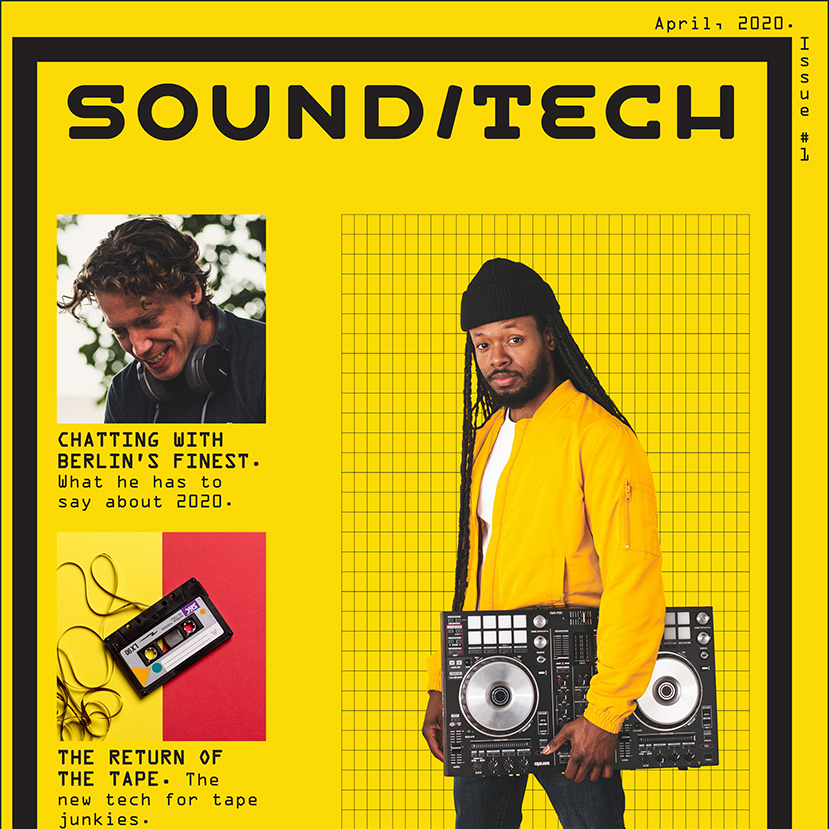 April, 2020.
Issue #1
SOUND/TECH
CHATTING WITH
BERLIN'S FINEST.
What he has to
say about 2020.
THE RETURN OF
THE TAPE. The
new tech for tape
junkies.